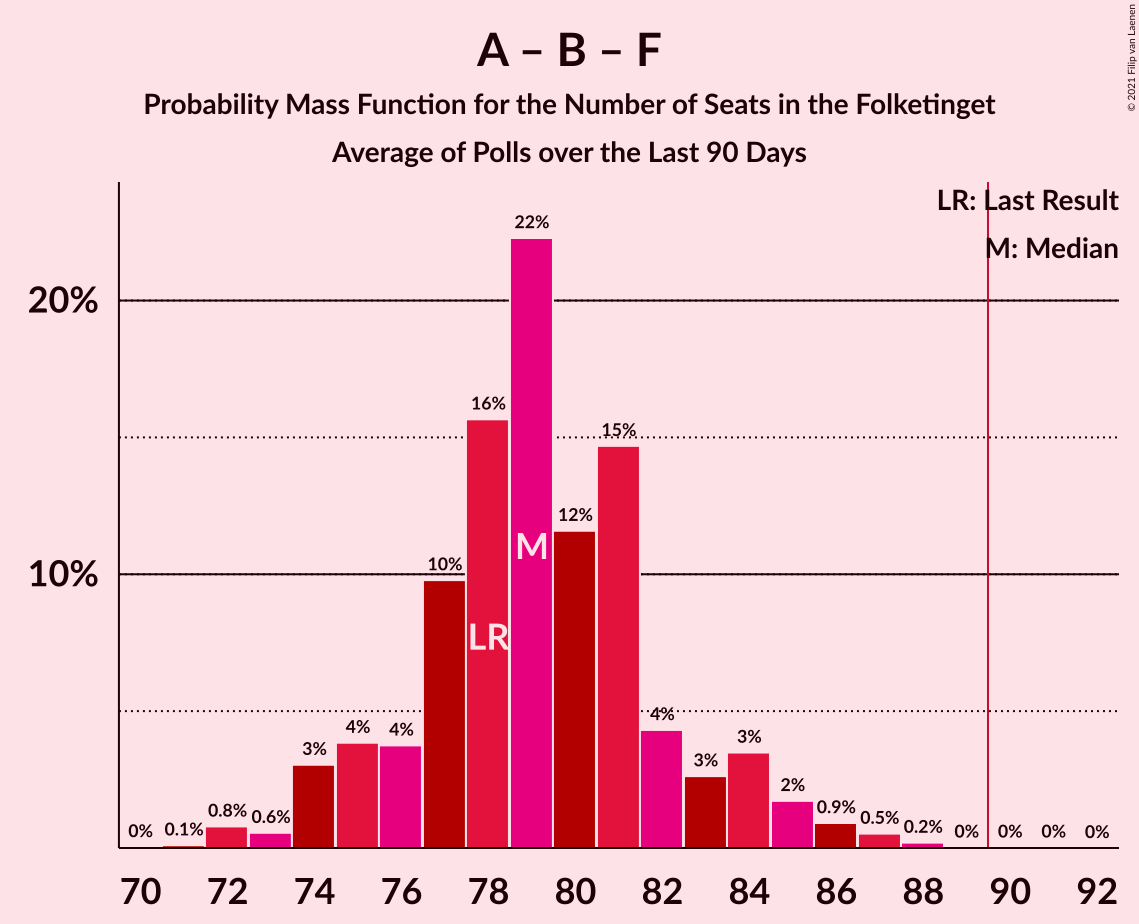 A – B – F
Probability Mass Function for the Number of Seats in the Folketinget
Average of Polls over the Last 90 Days
© 2021 Filip van Laenen
LR: Last Result
M: Median
20%
10%
0%
0.1%
0.8%
0.6%
3%
4%
4%
10%
16%
22%
12%
15%
4%
3%
3%
2%
0.9%
0.5%
0.2%
0%
0%
0%
0%
LR
M
70 72 74 76 78 80 82 84 86 88 90 92